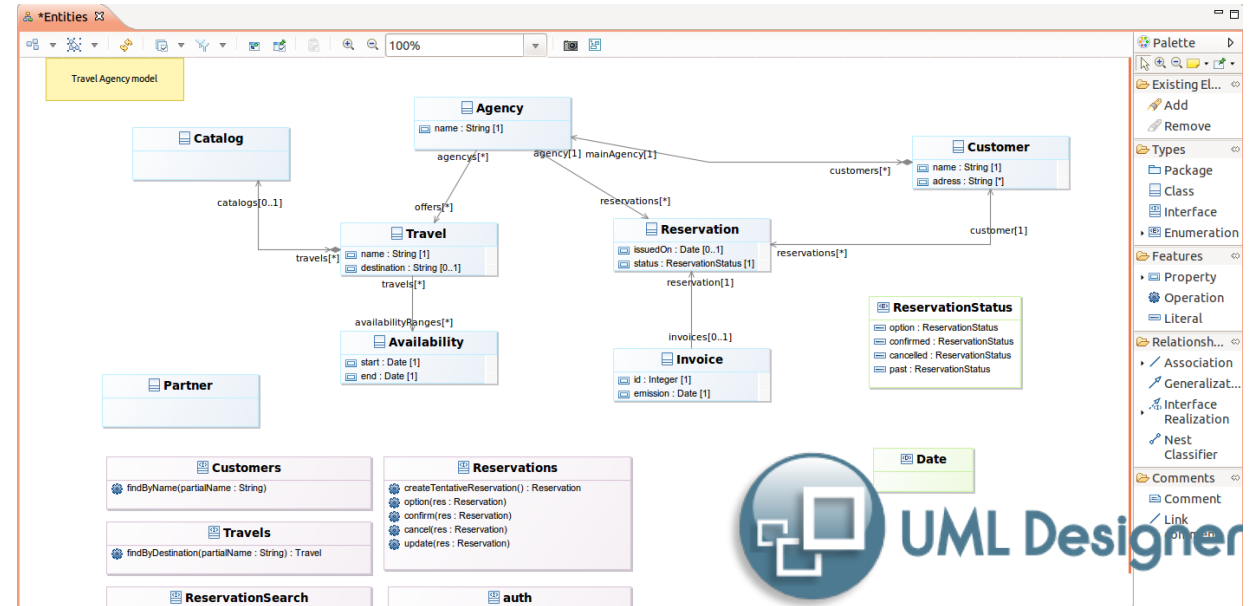 *Entities
100%
Palette
Travel Agency model
Existing El...
Add
Remove
Types
Package
Class
Interface
Enumeration
Features
Property
Operation
Literal
Relationsh...
Association
Generalizat...
Interface
Realization
Nest
Classifier
Comments
Comment
Link
Agency
name : String [1]
agencys[*]
agency[1]
mainAgency[1]
Catalog
catalogs[0..1]
Customer
name : String [1]
adress : String [*]
customers[*]
customer[1]
offers[*]
reservations[*]
Travel
name : String [1]
destination : String [0..1]
travels[*]
travels[*]
Reservation
issuedOn : Date [0..1]
status : ReservationStatus [1]
reservations[*]
reservation[1]
availabilityRanges[*]
Availability
start : Date [1]
end : Date [1]
invoices[0..1]
Invoice
id : Integer [1]
emission : Date [1]
ReservationStatus
option : ReservationStatus
confirmed : ReservationStatus
cancelled : ReservationStatus
past : ReservationStatus
Partner
Customers
findByName(partialName : String)
Reservations
createTentativeReservation() : Reservation
option(res : Reservation)
confirm(res : Reservation)
cancel(res : Reservation)
update(res : Reservation)
Date
Travels
findByDestination(partialName : String) : Travel
ReservationSearch
auth
UML Designer